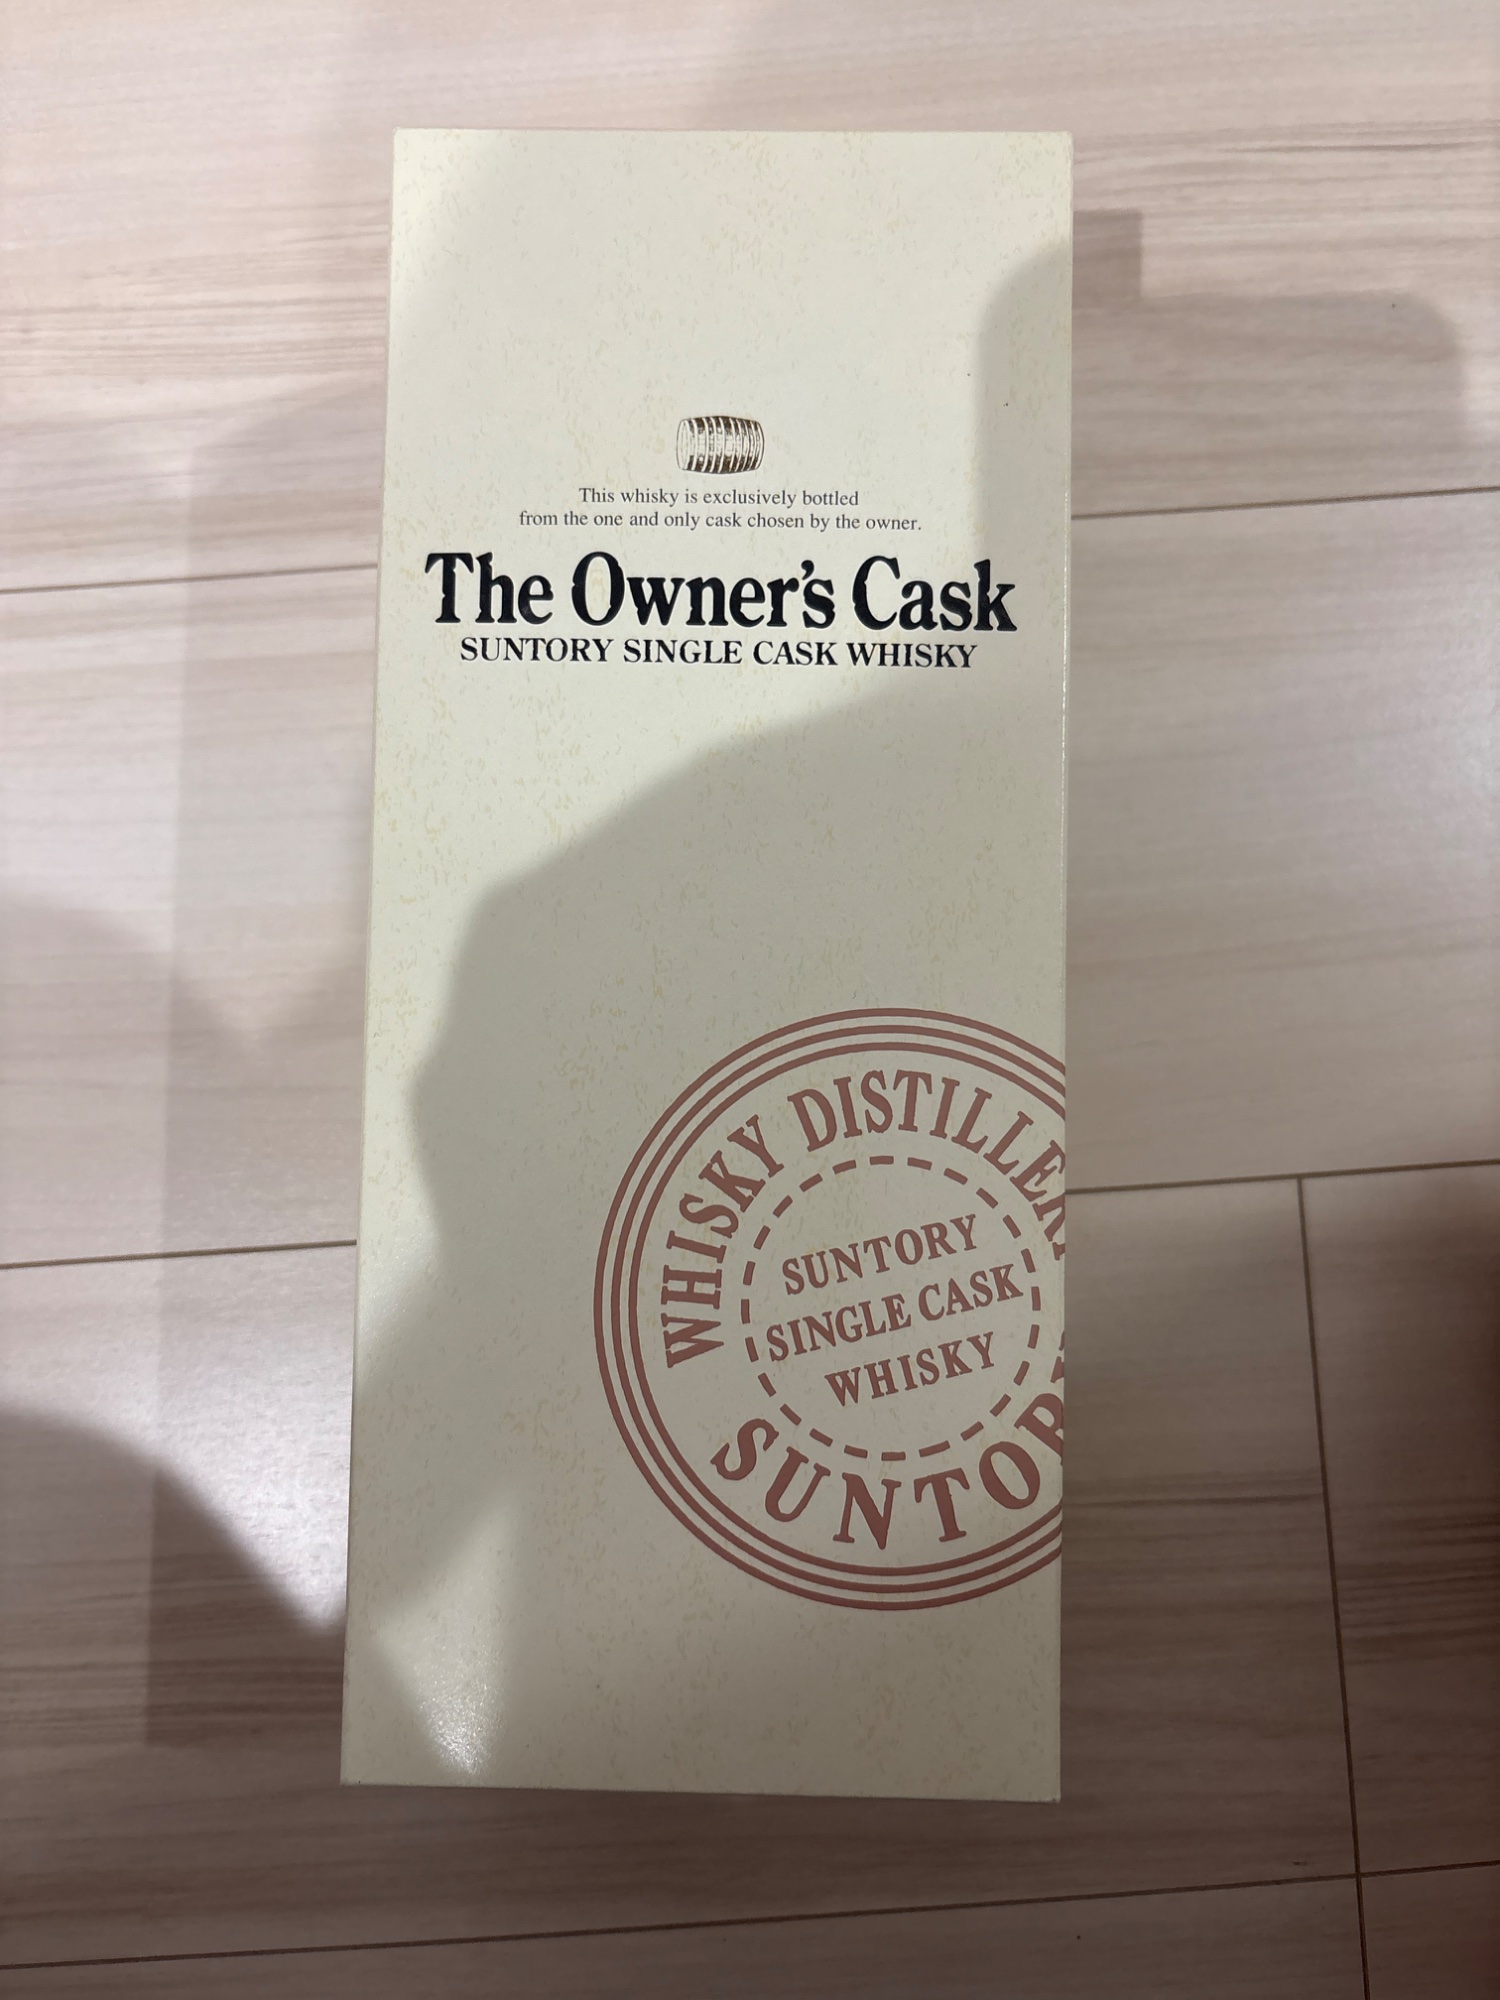 This whisky is exclusively bottled
from the one and only cask chosen by the owner.
The Owner's Cask
SUNTORY SINGLE CASK WHISKY
WHISKY DISTILLER
SUNTORY
SINGLE CASK
WHISKY
SUNTOR